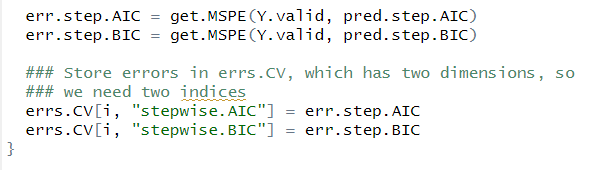 err.step.AIC = get.MSPE(Y.valid, pred.step.AIC)
err.step.BIC = get.MSPE(Y.valid, pred.step.BIC)
### Store errors in errs.CV, which has two dimensions, so
### we need two indices
errs.CV[i, "stepwise.AIC"] = err.step.AIC
errs.CV[i, "stepwise.BIC"] = err.step.BIC
}